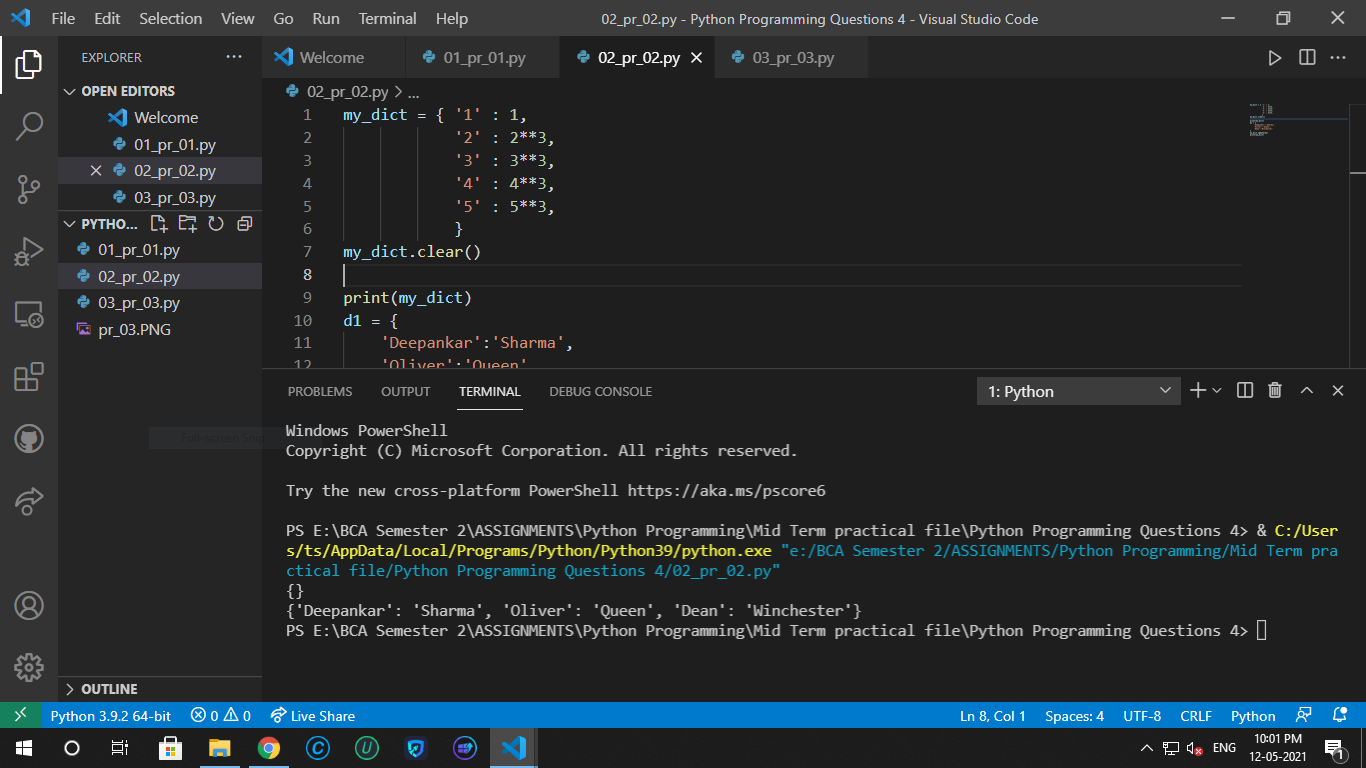 File Edit Selection View Go Run Terminal Help 02_pr_02.py - Python Programming Questions 4 - Visual Studio Code
EXPLORER
OPEN EDITORS
Welcome
01_pr_01.py
02_pr_02.py
03_pr_03.py
PYTHO...
01_pr_01.py
02_pr_02.py
03_pr_03.py
pr_03.PNG
OUTLINE
Welcome 01_pr_01.py 02_pr_02.py 03_pr_03.py
02_pr_02.py > ...
1 my_dict = { '1' : 1,
2 '2' : 2**3,
3 '3' : 3**3,
4 '4' : 4**3,
5 '5' : 5**3,
6 }
7 my_dict.clear()
8
9 print(my_dict)
10 d1 = {
11 'Deepankar':'Sharma',
12 'Oliver':'Queen'
PROBLEMS OUTPUT TERMINAL DEBUG CONSOLE 1: Python
Windows PowerShell
Copyright (C) Microsoft Corporation. All rights reserved.
Try the new cross-platform PowerShell https://aka.ms/pscore6
PS E:\BCA Semester 2\ASSIGNMENTS\Python Programming\Mid Term practical file\Python Programming Questions 4> & C:/User
s/ts/AppData/Local/Programs/Python/Python39/python.exe "e:/BCA Semester 2/ASSIGNMENTS/Python Programming/Mid Term pra
ctical file/Python Programming Questions 4/02_pr_02.py"
{}
{'Deepankar': 'Sharma', 'Oliver': 'Queen', 'Dean': 'Winchester'}
PS E:\BCA Semester 2\ASSIGNMENTS\Python Programming\Mid Term practical file\Python Programming Questions 4>
Python 3.9.2 64-bit 0 0 Live Share Ln 8, Col 1 Spaces: 4 UTF-8 CRLF Python
ENG 10:01 PM
12-05-2021
1